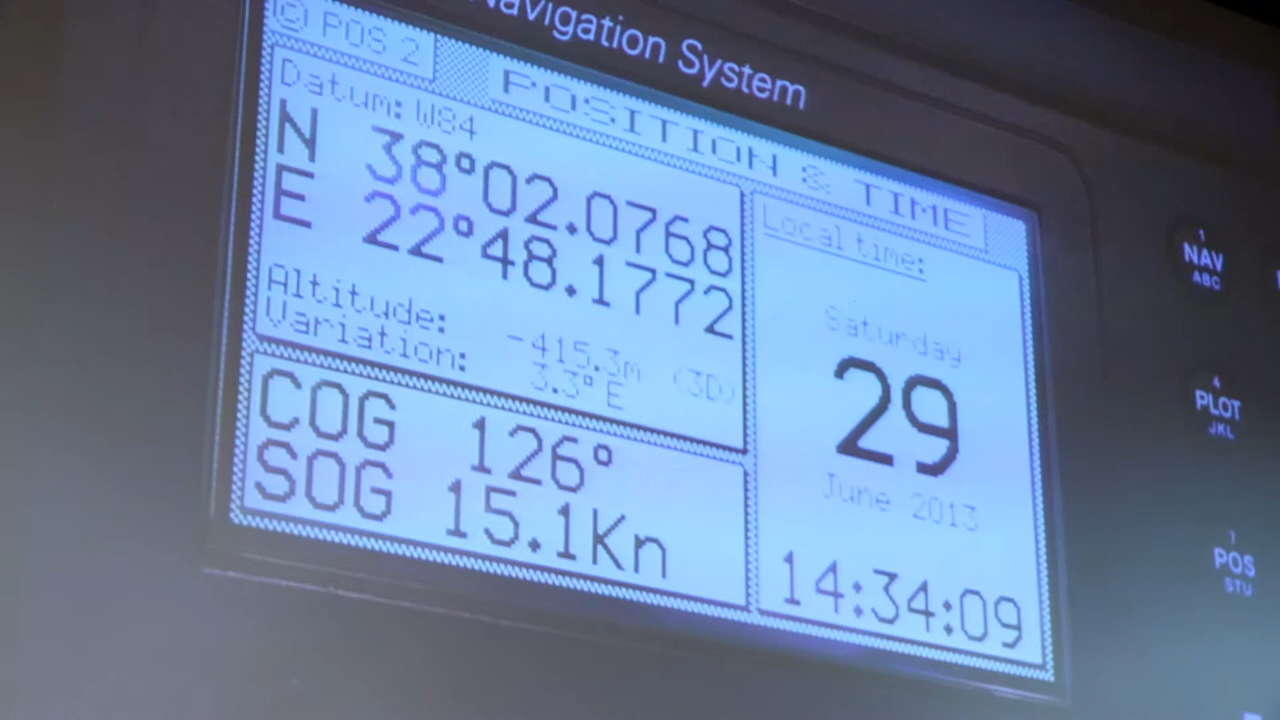 Navigation System
© POS 2
POSITION & TIME
Datum: W84
N 38°02.0768
E 22°48.1772
Altitude: -415.3m (3D)
Variation: 3.3° E
COG 126°
SOG 15.1Kn
Local time:
Saturday
29
June 2013
14:34:09
1
NAV
ABC
4
PLOT
JKL
7
POS
STU